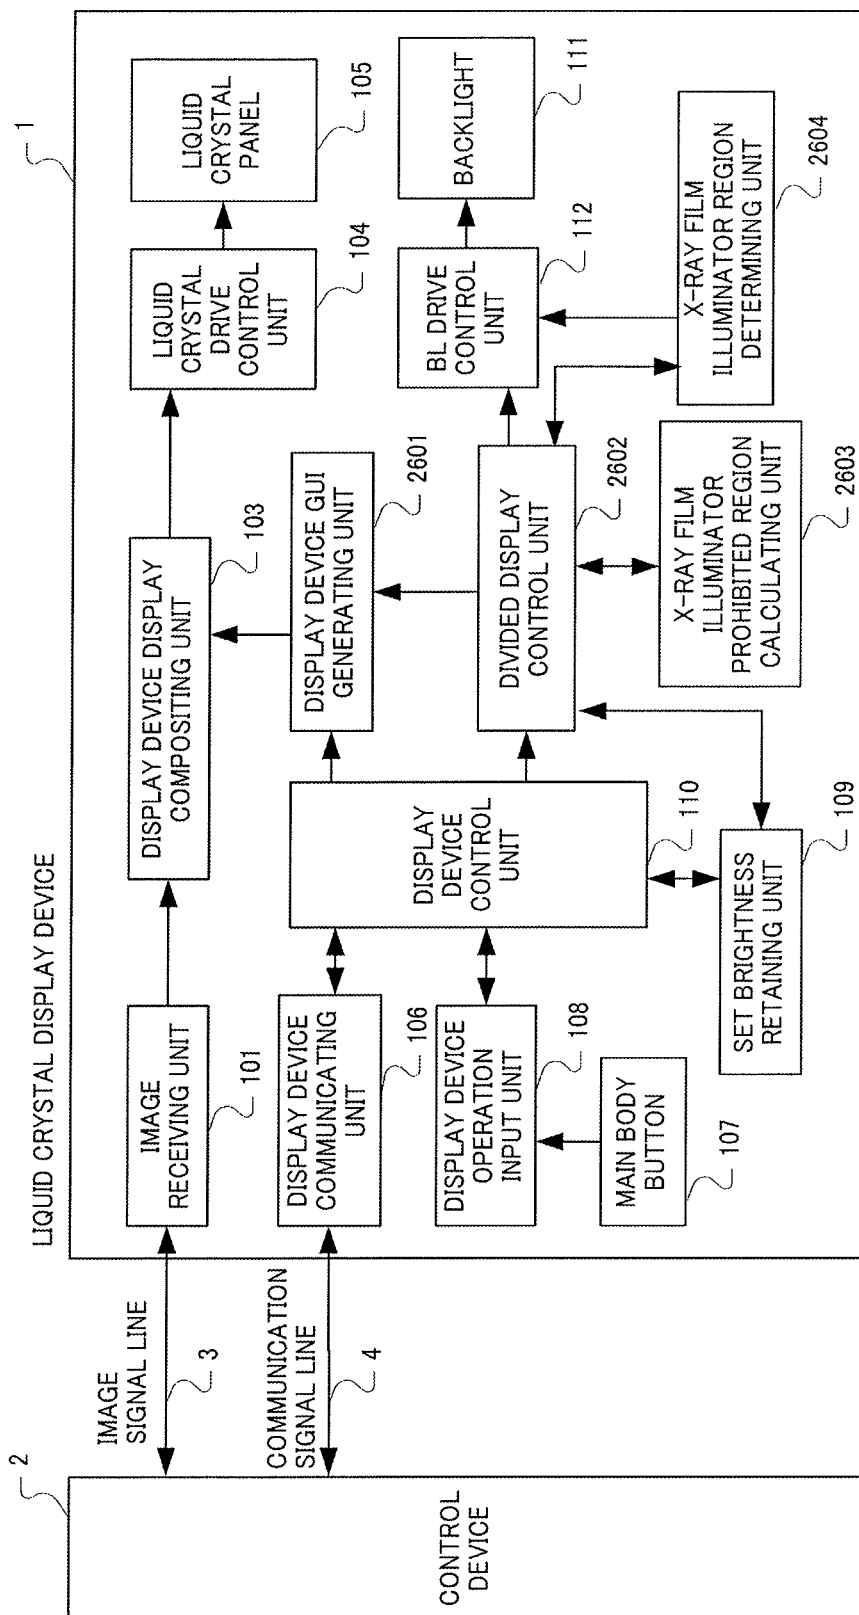 LIQUID CRYSTAL DISPLAY DEVICE
1
2
CONTROL
DEVICE
IMAGE
SIGNAL LINE
3
COMMUNICATION
SIGNAL LINE
4
IMAGE
RECEIVING UNIT
101
DISPLAY DEVICE DISPLAY
COMPOSITING UNIT
103
LIQUID
CRYSTAL
DRIVE
CONTROL
UNIT
104
LIQUID
CRYSTAL
PANEL
105
DISPLAY DEVICE
COMMUNICATING
UNIT
106
DISPLAY DEVICE GUI
GENERATING UNIT
2601
BACKLIGHT
111
DISPLAY
DEVICE
CONTROL
UNIT
110
DISPLAY DEVICE
OPERATION
INPUT UNIT
108
DIVIDED DISPLAY
CONTROL UNIT
2602
BL DRIVE
CONTROL
UNIT
112
MAIN BODY
BUTTON
107
SET BRIGHTNESS
RETAINING UNIT
109
X-RAY FILM
ILLUMINATOR
PROHIBITED REGION
CALCULATING UNIT
2603
X-RAY FILM
ILLUMINATOR REGION
DETERMINING UNIT
2604